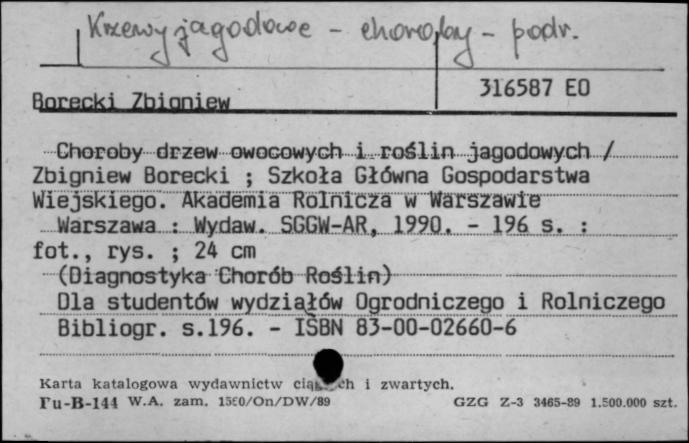 Krzewy jagodowe - choroby - podr.
316587 EO
Borecki Zbigniew
Choroby drzew owocowych i roślin jagodowych /
Zbigniew Borecki ; Szkoła Główna Gospodarstwa
Wiejskiego. Akademia Rolnicza w Warszawie
Warszawa : Wydaw. SGGW-AR, 1990. - 196 s. :
fot., rys. ; 24 cm
(Diagnostyka Chorób Roślin)
Dla studentów wydziałów Ogrodniczego i Rolniczego
Bibliogr. s.196. - ISBN 83-00-02660-6
Karta katalogowa wydawnictw i zwartych.
Pu-B-144 W.A. zam. /On/DW/89 GZG Z-3 3465-89 1.500.000 szt.